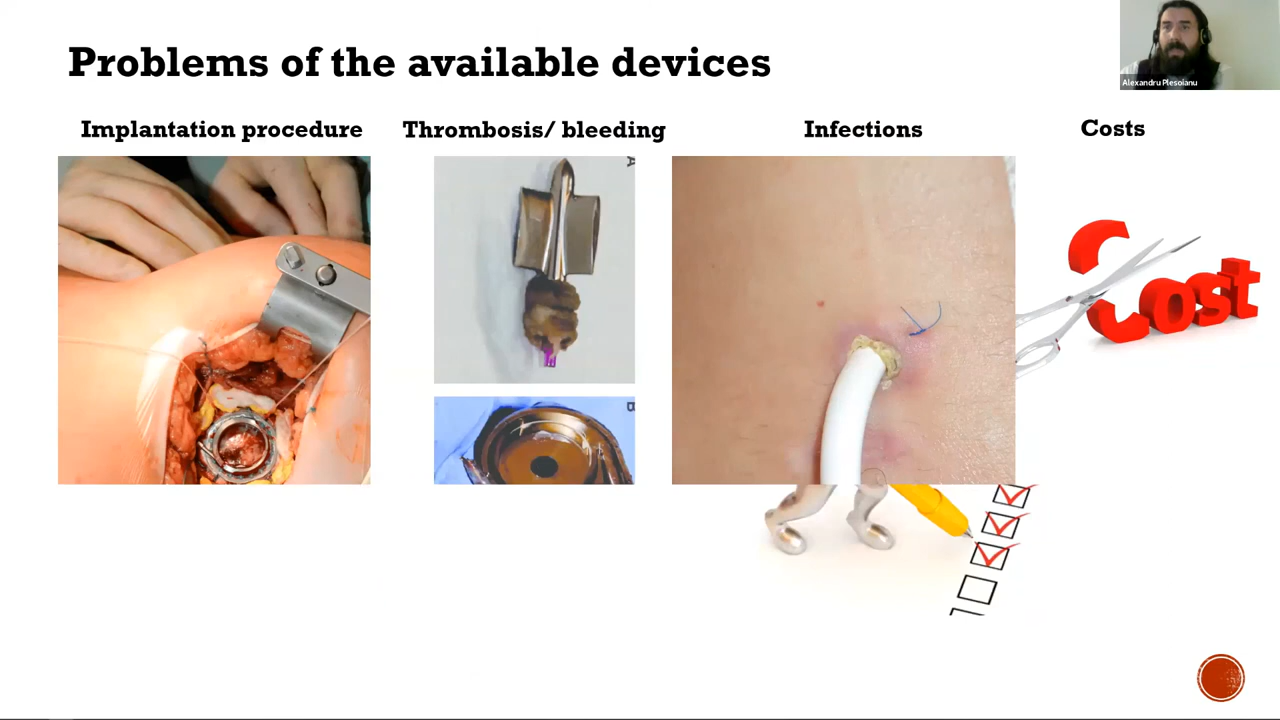 Problems of the available devices
Alexandru Plesoianu
Implantation procedure
Thrombosis/ bleeding
Infections
Costs
A
B
Cost